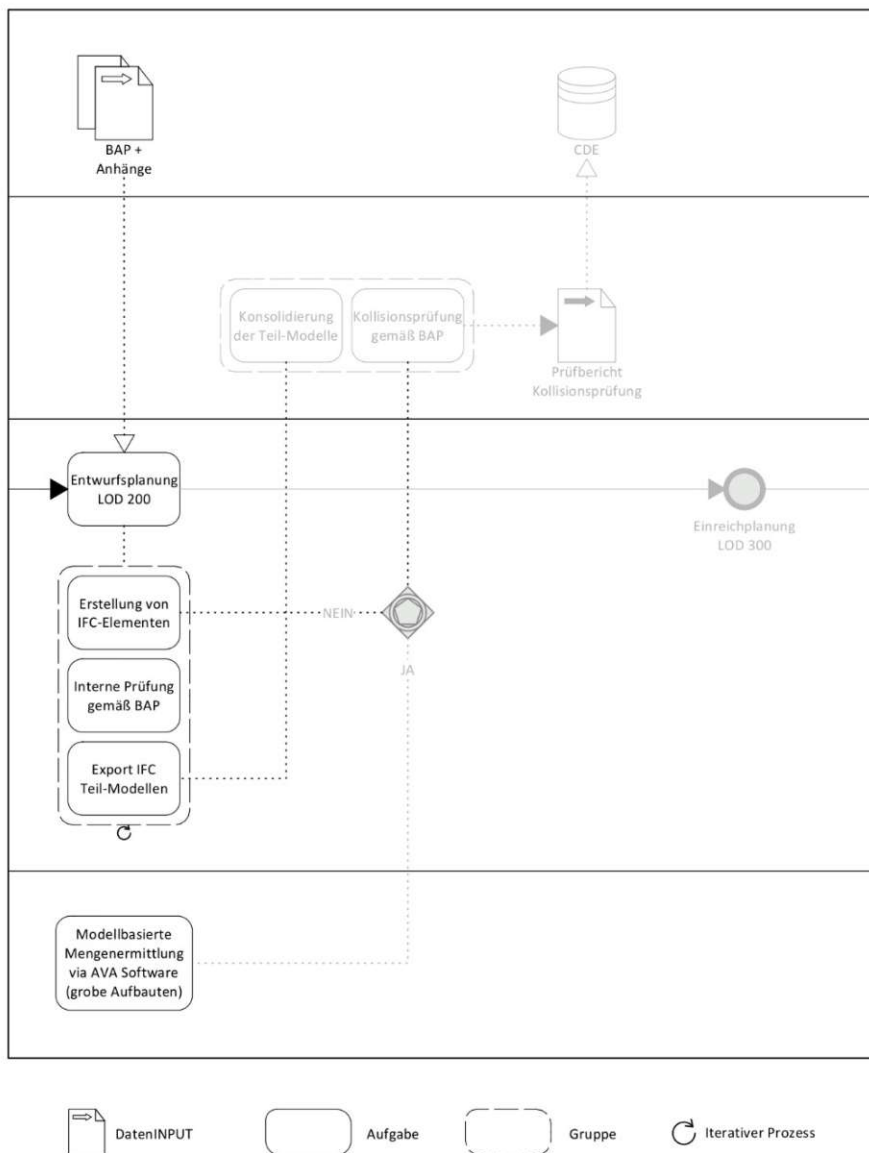 BAP +
Anhänge
CDE
Konsolidierung
der Teil-Modelle
Kollisionsprüfung
gemäß BAP
Prüfbericht
Kollisionsprüfung
Entwurfsplanung
LOD 200
Einreichplanung
LOD 300
Erstellung von
IFC-Elementen
NEIN
JA
Interne Prüfung
gemäß BAP
Export IFC
Teil-Modellen
Modellbasierte
Mengenermittlung
via AVA Software
(grobe Aufbauten)
DatenINPUT
Aufgabe
Gruppe
Iterativer Prozess